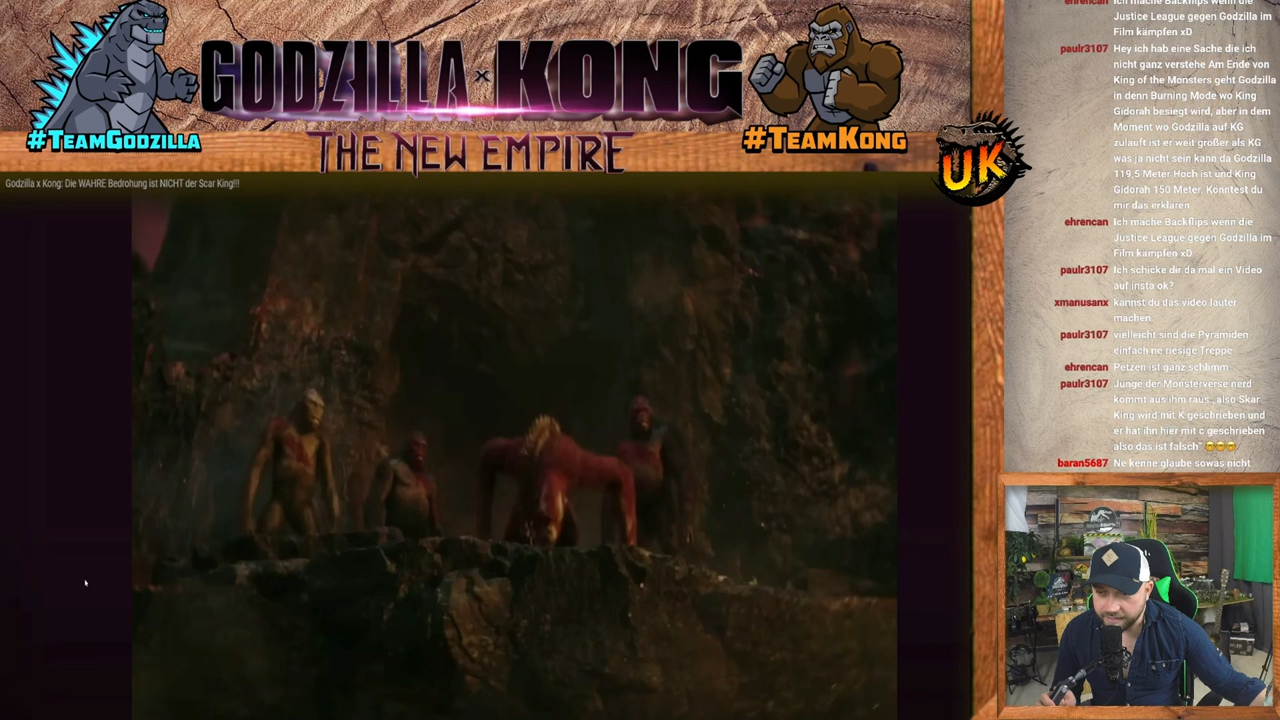 GODZILLA x KONG
THE NEW EMPIRE
#TEAMGODZILLA
#TEAMKONG
UK
Godzilla x Kong: Die WAHRE Bedrohung ist NICHT der Scar King!!!
ehrencan Ich mache Backflips wenn die
Justice League gegen Godzilla im
Film kämpfen xD
paulr3107 Hey ich hab eine Sache die ich
nicht ganz verstehe Am Ende von
King of the Monsters geht Godzilla
in denn Burning Mode wo King
Gidorah besiegt wird, aber in dem
Moment wo Godzilla auf KG
zuläuft ist er weit größer als KG
was ja nicht sein kann da Godzilla
119,5 Meter Hoch ist und King
Gidorah 150 Meter. Könntest du
mir das erklären
ehrencan Ich mache Backflips wenn die
Justice League gegen Godzilla im
Film kämpfen xD
paulr3107 Ich schicke dir da mal ein Video
auf insta ok?
xmanusanx kannst du das video lauter
machen
paulr3107 vielleicht sind die Pyramiden
einfach ne riesige Treppe
ehrencan Petzen ist ganz schlimm
paulr3107 Junge der Monsterverse nerd
kommt aus ihm raus„ also Skar
King wird mit K geschrieben und
er hat ihn hier mit c geschrieben
also das ist falsch"
baran5687 Ne kenne glaube sowas nicht